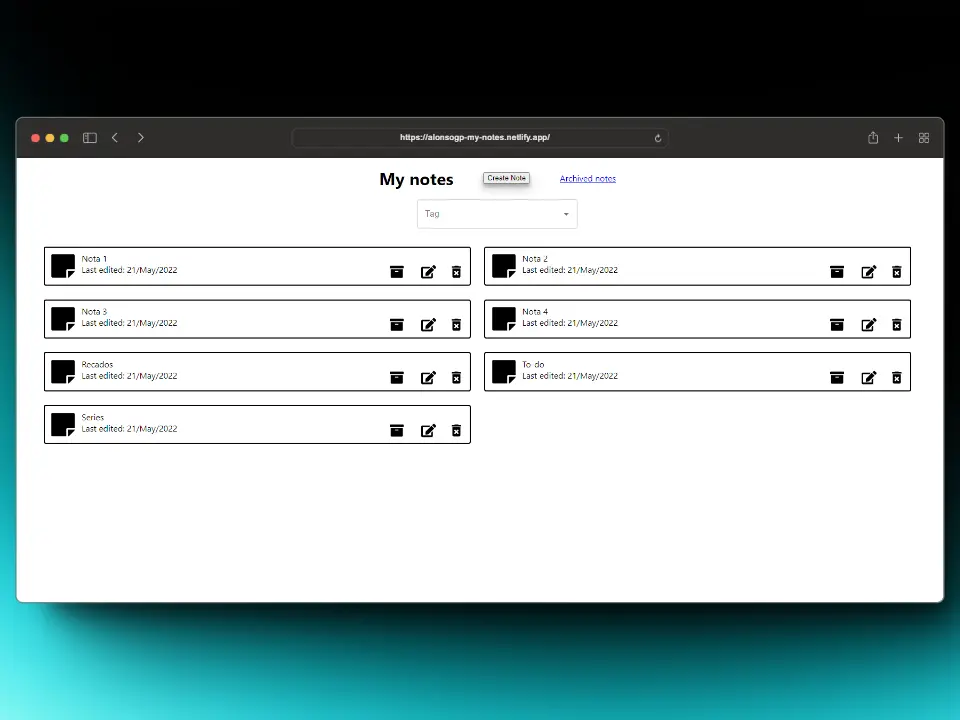 https://alonsogp-my-notes.netlify.app/
My notes
Create Note
Archived notes
Tag
Nota 1
Last edited: 21/May/2022
Nota 2
Last edited: 21/May/2022
Nota 3
Last edited: 21/May/2022
Nota 4
Last edited: 21/May/2022
Recados
Last edited: 21/May/2022
To-do
Last edited: 21/May/2022
Series
Last edited: 21/May/2022